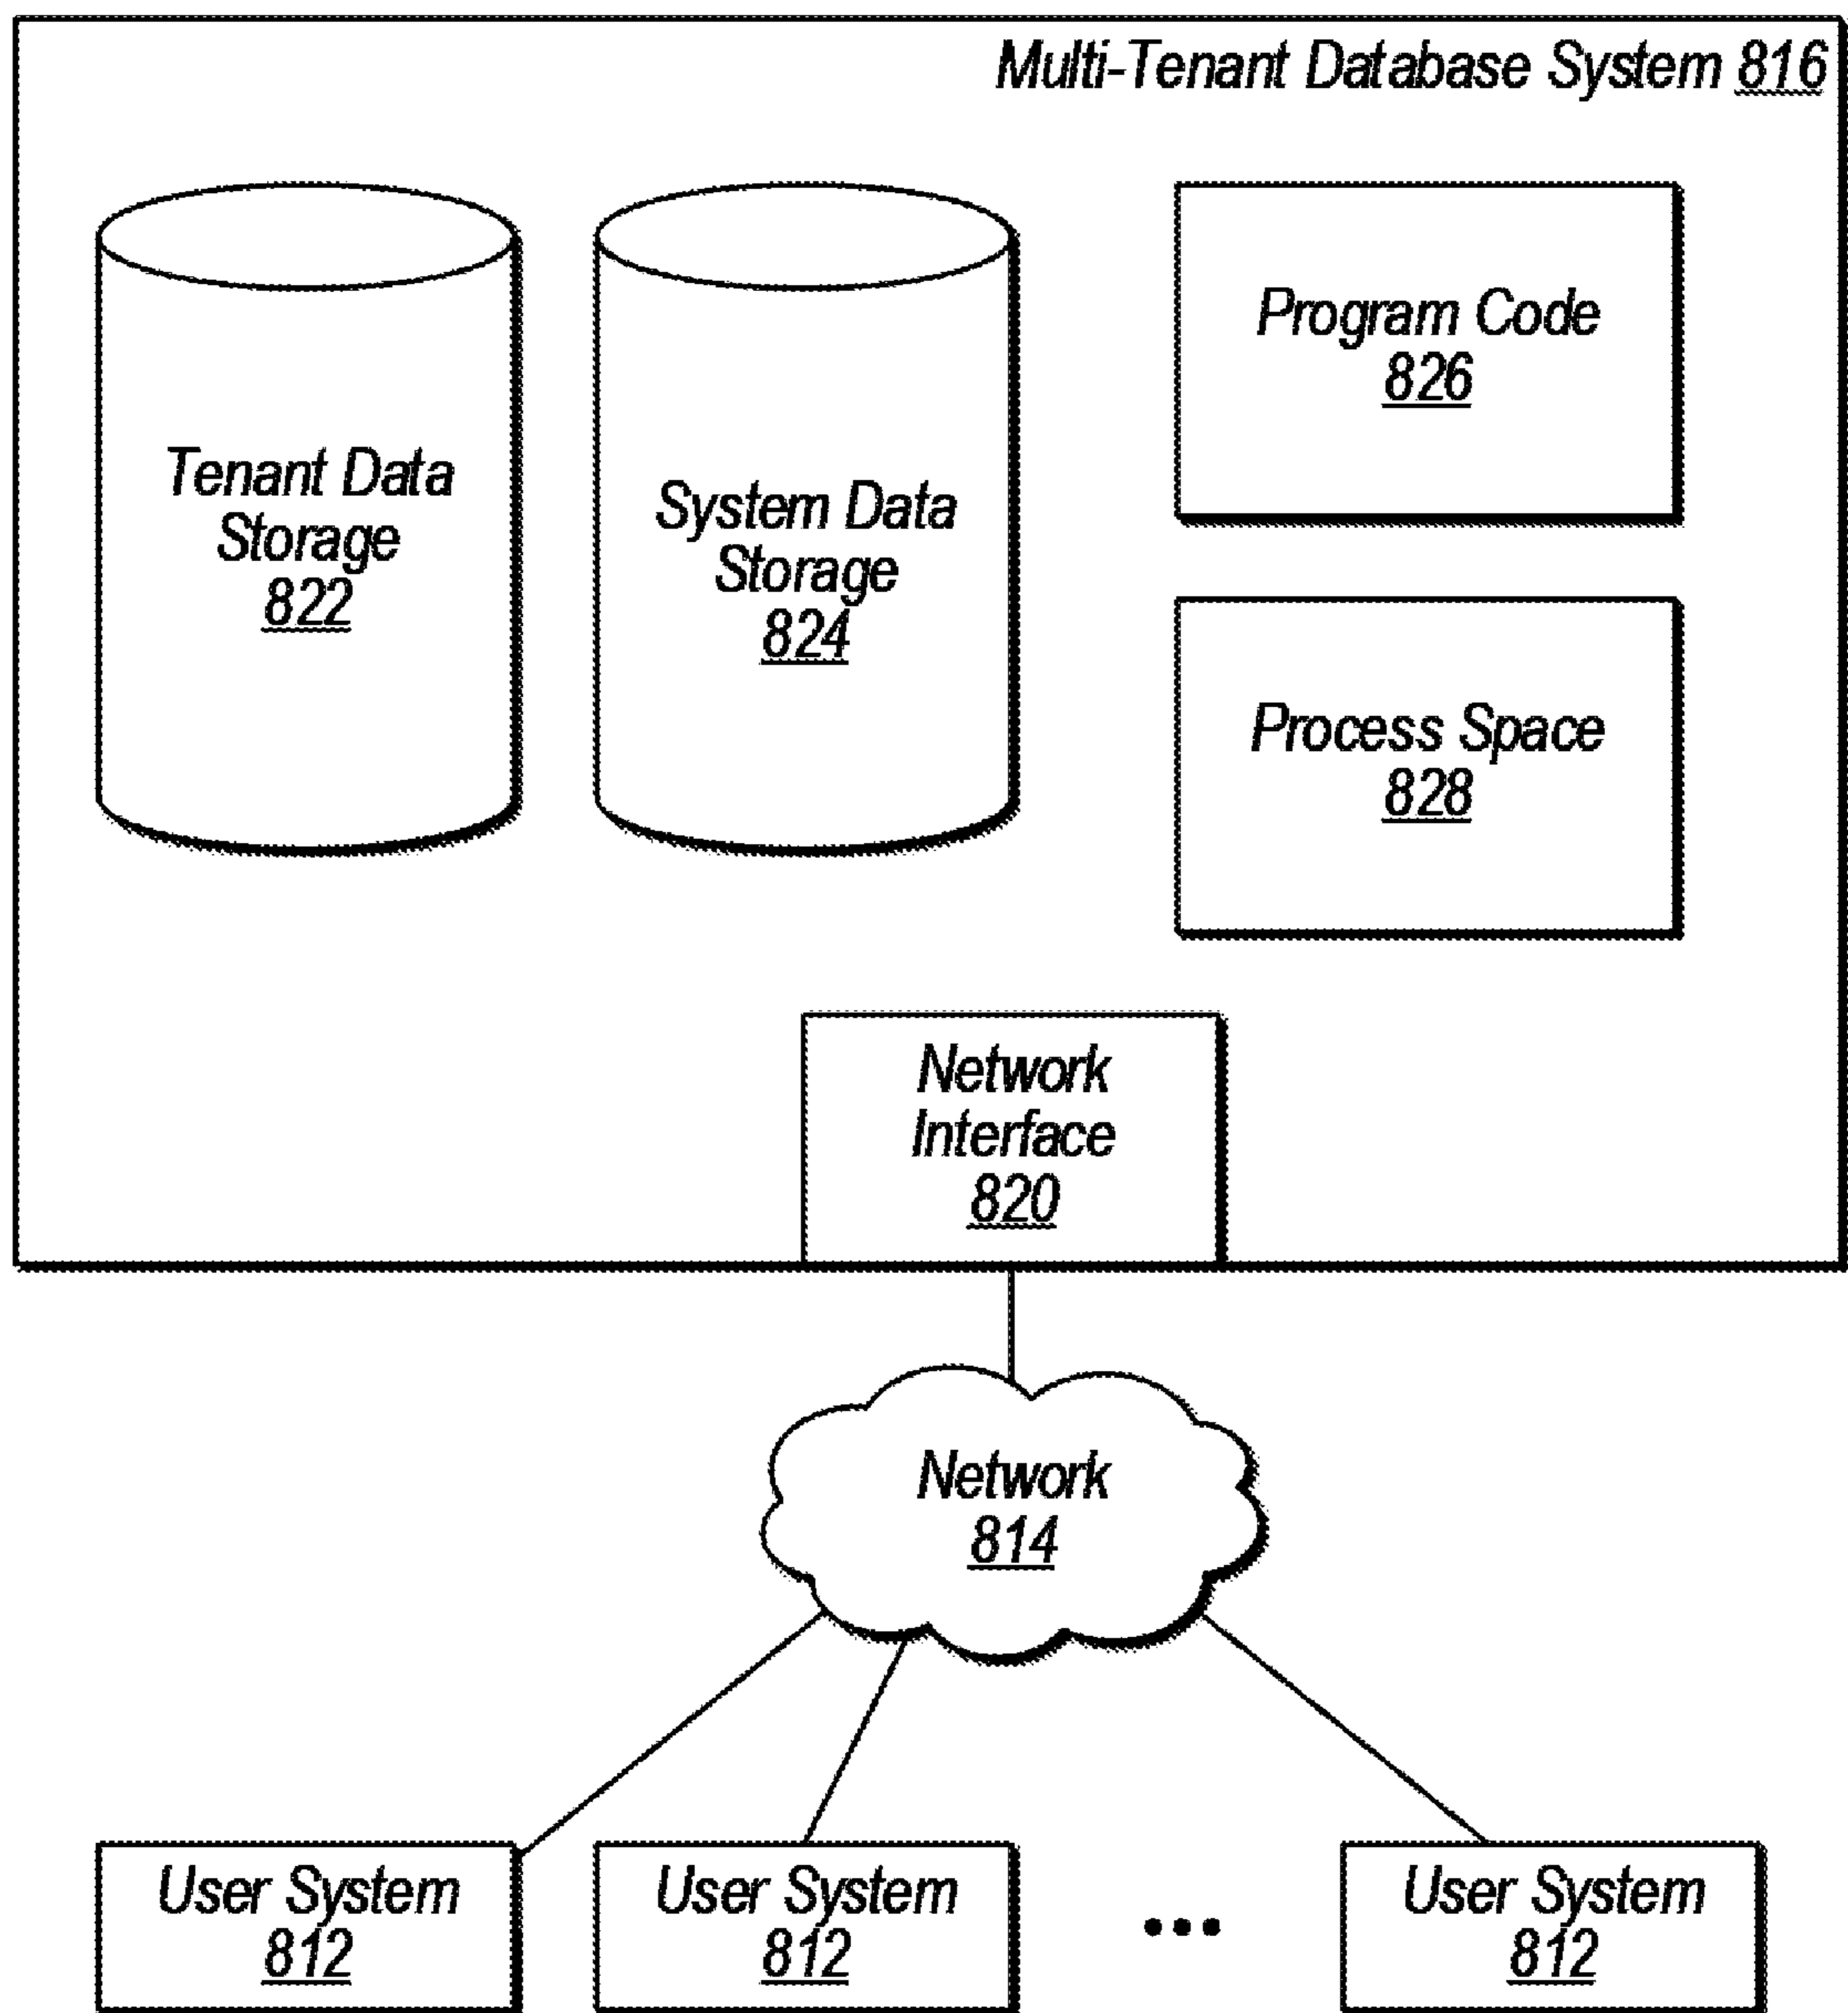 Multi-Tenant Database System 816
Tenant Data
Storage
822
System Data
Storage
824
Program Code
826
Process Space
828
Network
Interface
820
Network
814
User System
812
User System
812
...
User System
812